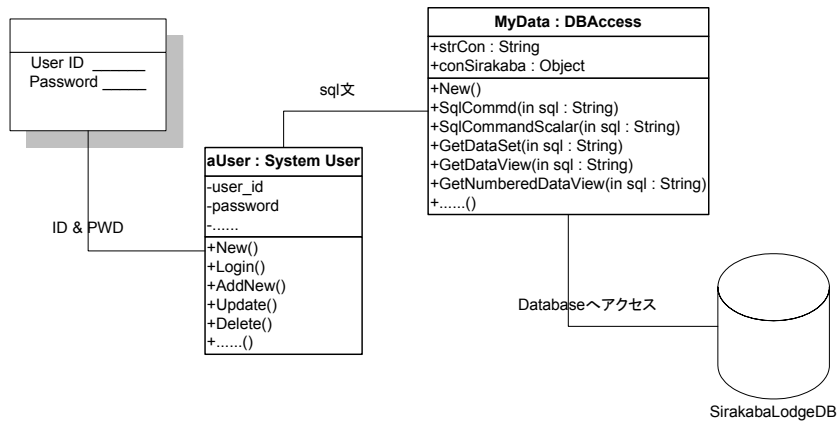 User ID ______
Password _____
ID & PWD
aUser : System User
-user_id
-password
-......
+New()
+Login()
+AddNew()
+Update()
+Delete()
+......()
sql文
MyData : DBAccess
+strCon : String
+conSirakaba : Object
+New()
+SqlCommd(in sql : String)
+SqlCommandScalar(in sql : String)
+GetDataSet(in sql : String)
+GetDataView(in sql : String)
+GetNumberedDataView(in sql : String)
+......()
Databaseへアクセス
SirakabaLodgeDB